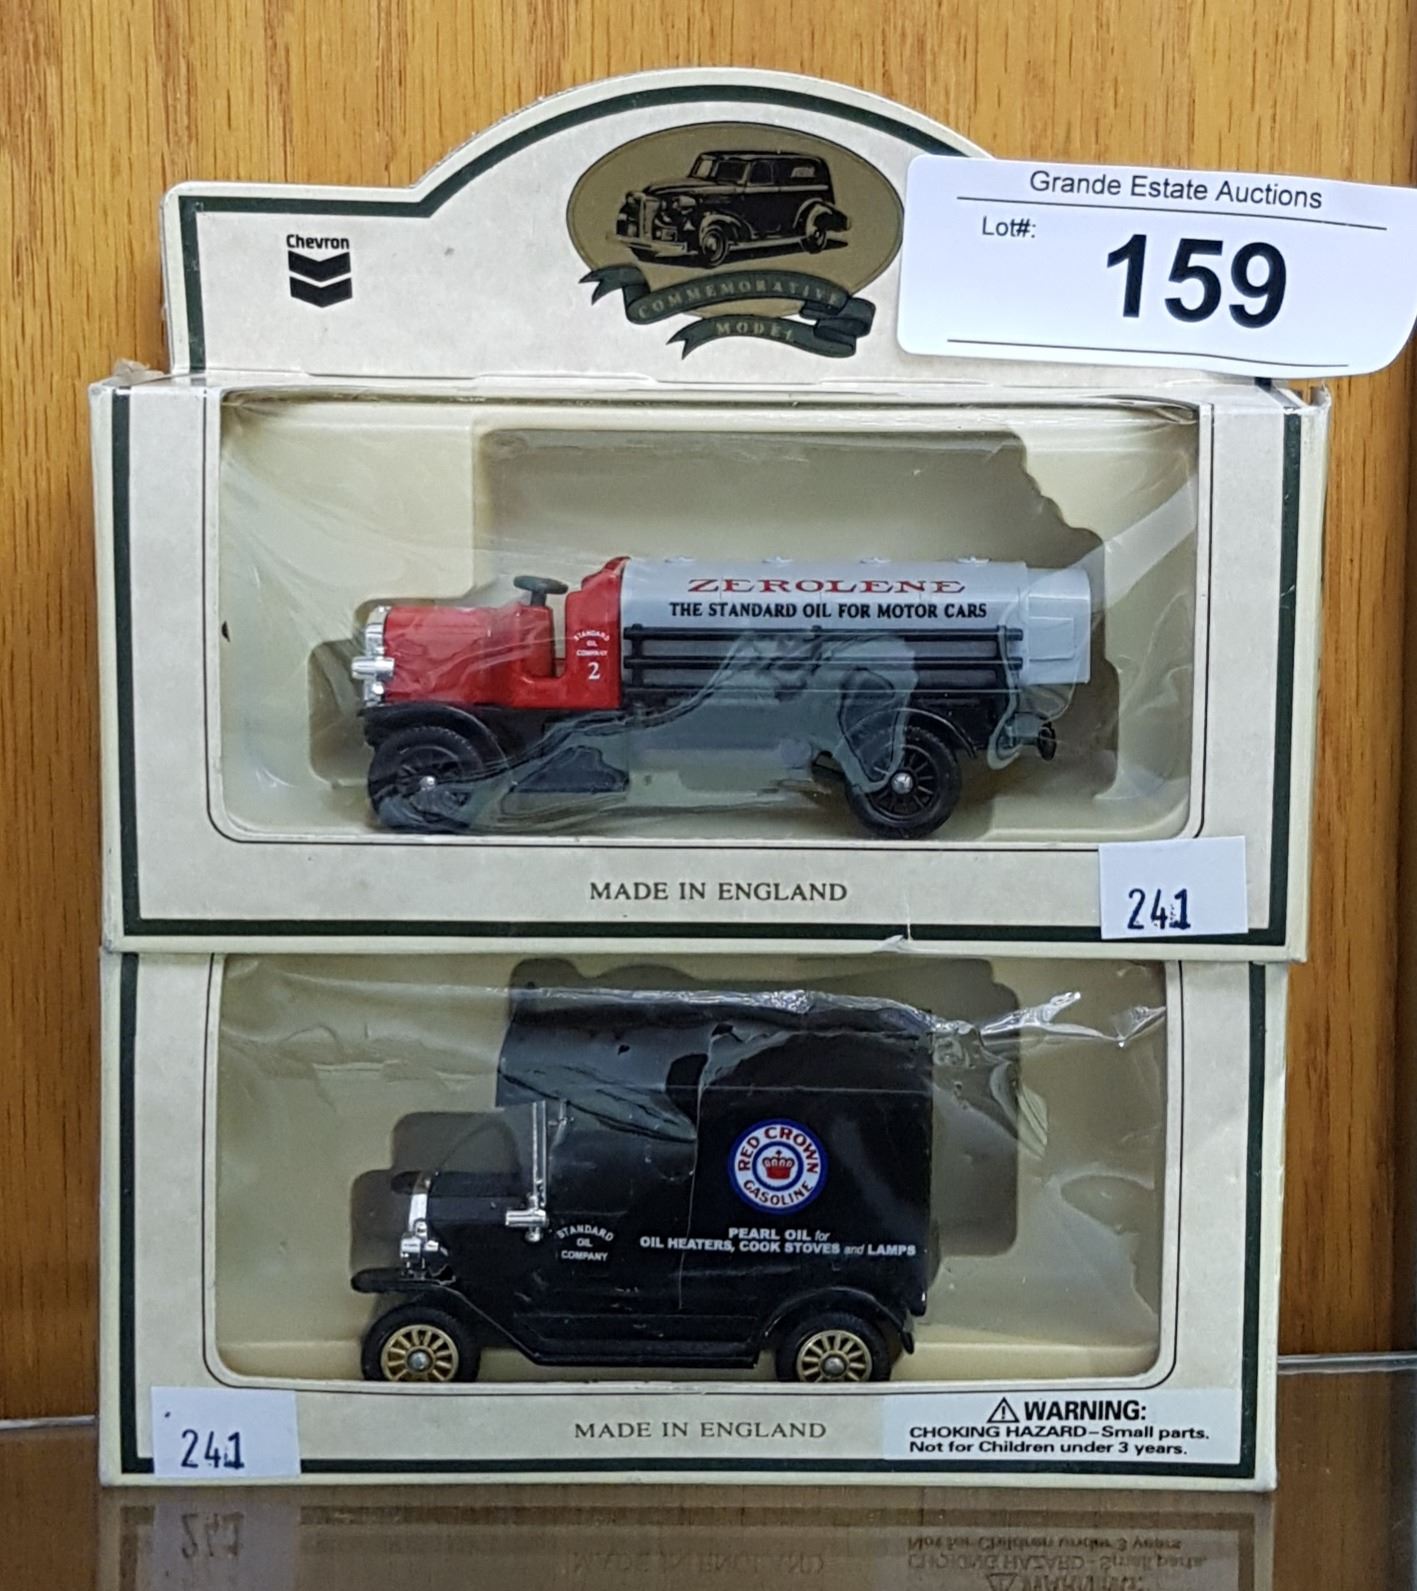 Grande Estate Auctions
Lot#:
159
Chevron
COMMEMORATIVE
MODEL
ZEROLENE
THE STANDARD OIL FOR MOTOR CARS
STANDARD
OIL
COMPANY
2
MADE IN ENGLAND
241
RED CROWN
GASOLINE
STANDARD
OIL
COMPANY
PEARL OIL for
OIL HEATERS, COOK STOVES and LAMPS
MADE IN ENGLAND
WARNING:
CHOKING HAZARD–Small parts.
Not for Children under 3 years.
241